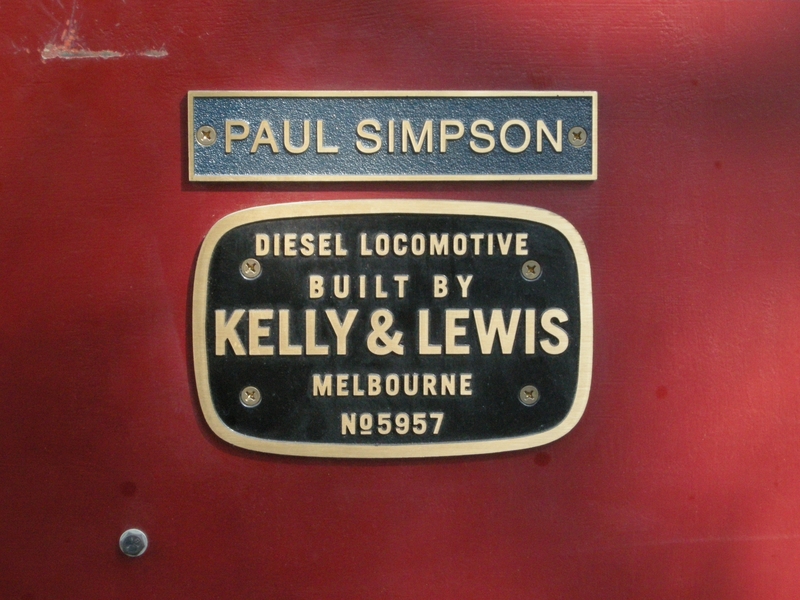 PAUL SIMPSON
DIESEL LOCOMOTIVE
BUILT BY
KELLY & LEWIS
MELBOURNE
Nº5957